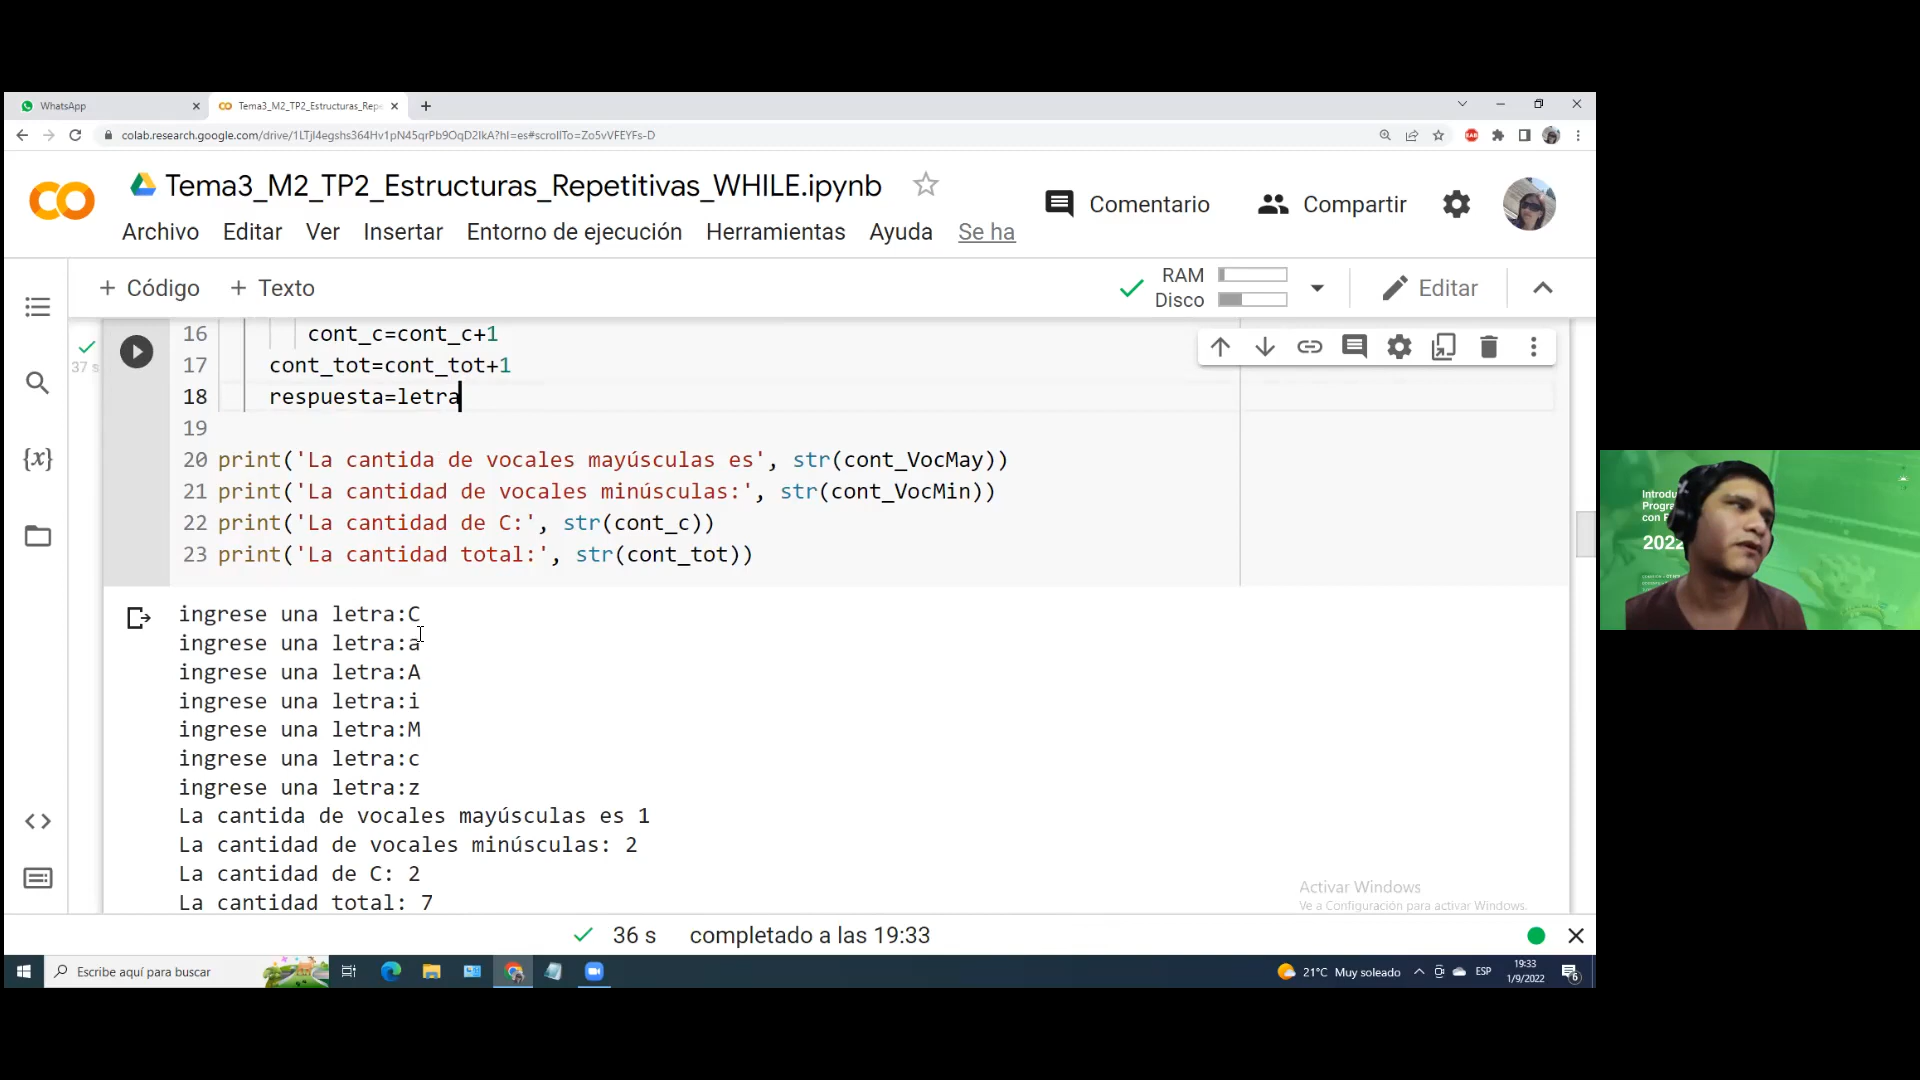 WhatsApp
Tema3_M2_TP2_Estructuras_Repe
colab.research.google.com/drive/1LTjl4egshs364Hv1pN45qrPb9OqD2IkA?hl=es#scrollTo=Zo5vVFEYFs-D
Tema3_M2_TP2_Estructuras_Repetitivas_WHILE.ipynb
Comentario
Compartir
Archivo Editar Ver Insertar Entorno de ejecución Herramientas Ayuda Se ha
+ Código + Texto
RAM
Disco
Editar
37 s
16 cont_c=cont_c+1
17 cont_tot=cont_tot+1
18 respuesta=letra
19
20 print('La cantida de vocales mayúsculas es', str(cont_VocMay))
21 print('La cantidad de vocales minúsculas:', str(cont_VocMin))
22 print('La cantidad de C:', str(cont_c))
23 print('La cantidad total:', str(cont_tot))
{x}
ingrese una letra:C
ingrese una letra:a
ingrese una letra:A
ingrese una letra:i
ingrese una letra:M
ingrese una letra:c
ingrese una letra:z
La cantida de vocales mayúsculas es 1
La cantidad de vocales minúsculas: 2
La cantidad de C: 2
La cantidad total: 7
Activar Windows
Ve a Configuración para activar Windows.
36 s completado a las 19:33
Escribe aquí para buscar
21°C Muy soleado
ESP
19:33
1/9/2022
6
Introdu
Progra
con P
2022